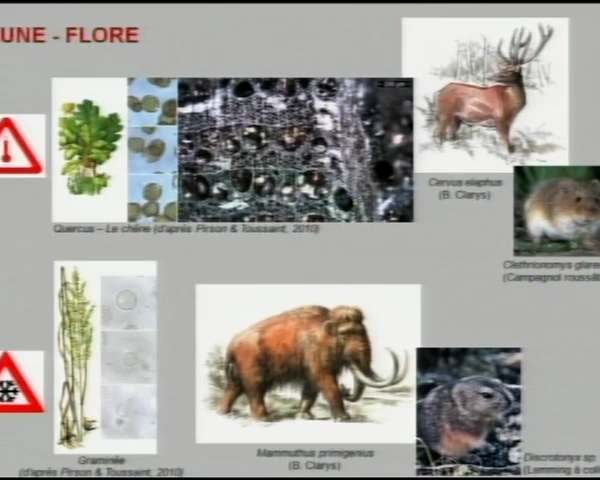 UNE - FLORE
Cervus elaphus
(B. Clarys)
Quercus – Le chêne (d'après Pirson & Toussaint, 2010)
Clethrionomys glare
(Campagnol roussât
Mammuthus primigenius
(B. Clarys)
Graminée
(d'après Pirson & Toussaint, 2010)
Discrotonys sp.
(Lemming à coll